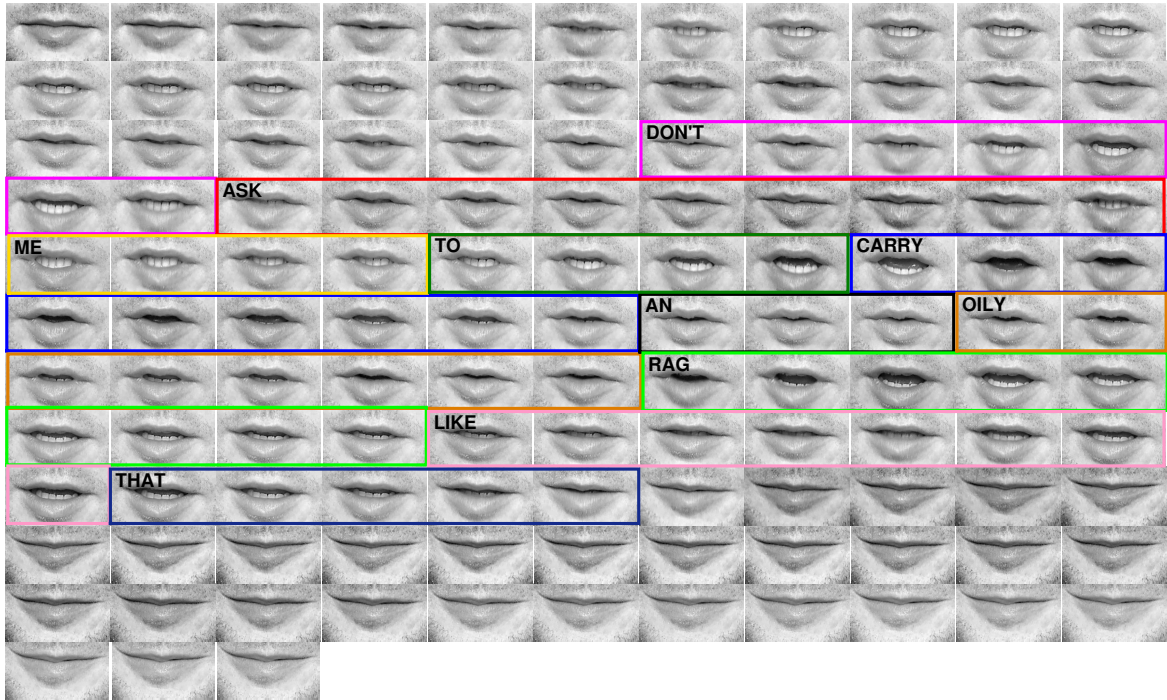 DON'T
ASK
ME TO CARRY
AN OILY
RAG
LIKE
THAT